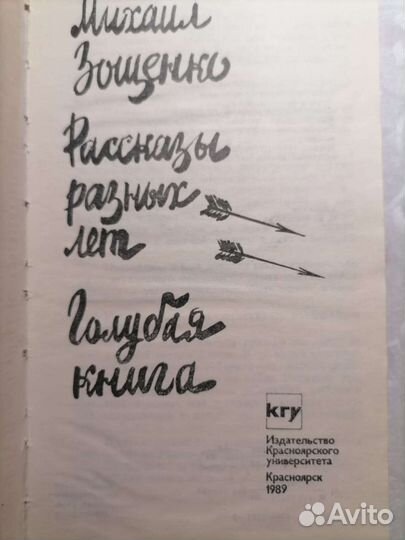 Михаил
Зощенко
Рассказы
разных
лет
Голубая
книга
кгу
Издательство
Красноярского
университета
Красноярск
1989
Avito